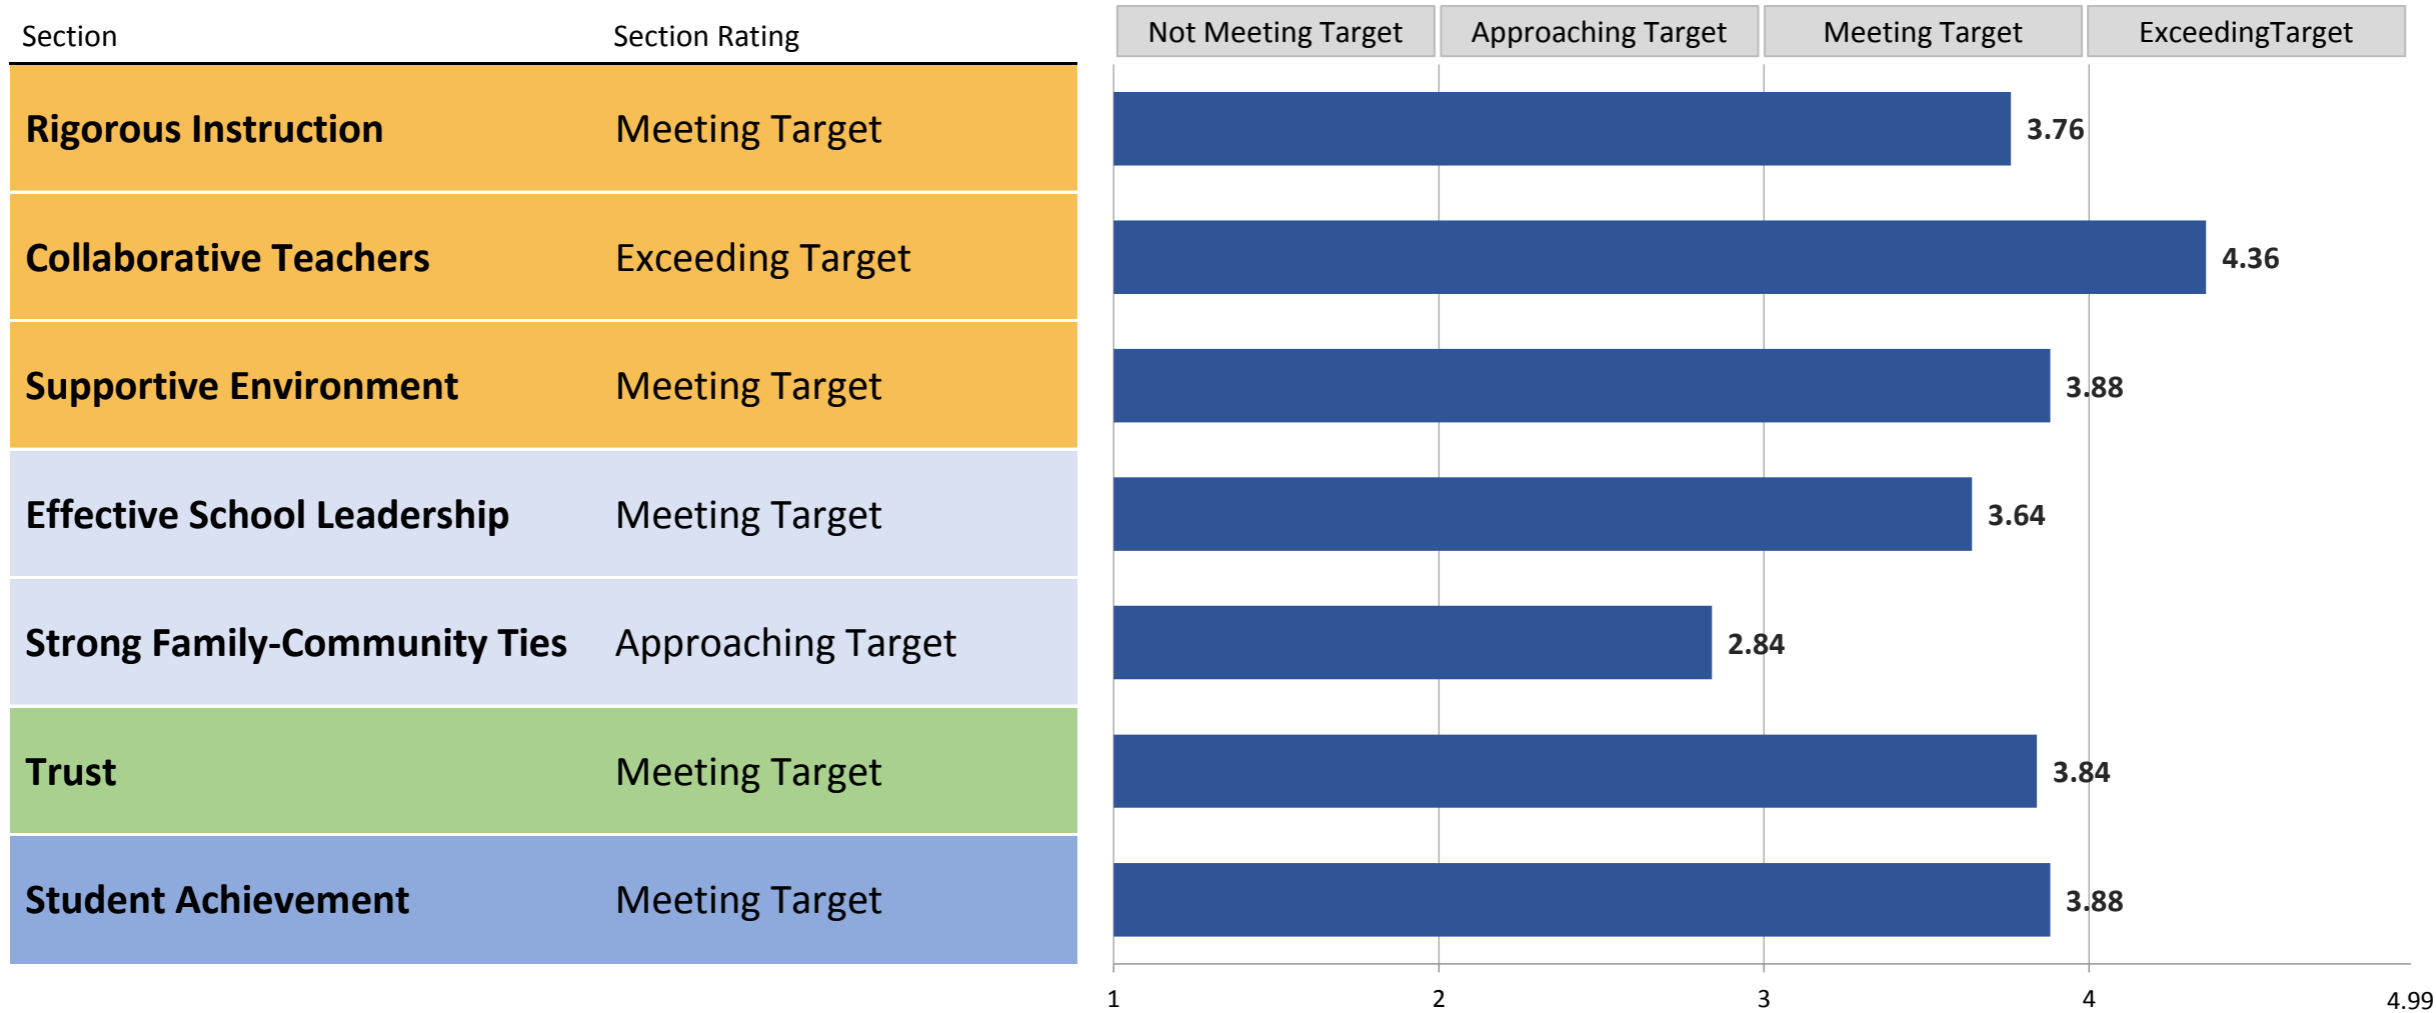 Section Section Rating Not Meeting Target Approaching Target Meeting Target ExceedingTarget
Rigorous Instruction Meeting Target 3.76
Collaborative Teachers Exceeding Target 4.36
Supportive Environment Meeting Target 3.88
Effective School Leadership Meeting Target 3.64
Strong Family-Community Ties Approaching Target 2.84
Trust Meeting Target 3.84
Student Achievement Meeting Target 3.88
1 2 3 4 4.99